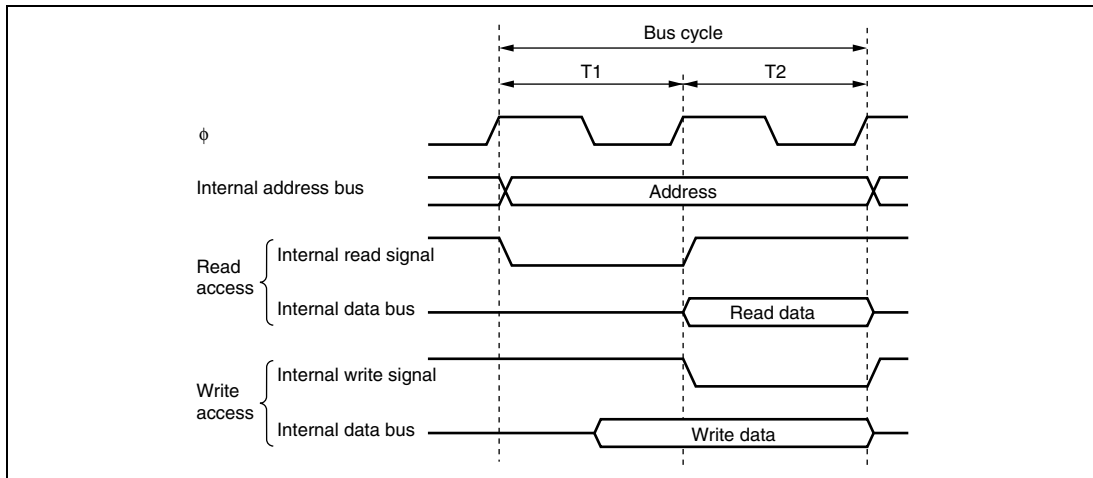 Bus cycle
T1
T2
ϕ
Internal address bus
Address
Read
access
Internal read signal
Internal data bus
Read data
Write
access
Internal write signal
Internal data bus
Write data